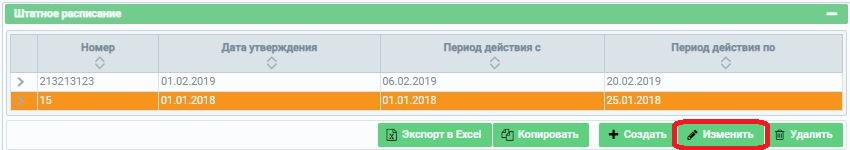 Штатное расписание
Номер Дата утверждения Период действия с Период действия по
213213123 01.02.2019 06.02.2019 20.02.2019
15 01.01.2018 01.01.2018 25.01.2018
Экспорт в Excel Копировать Создать Изменить Удалить